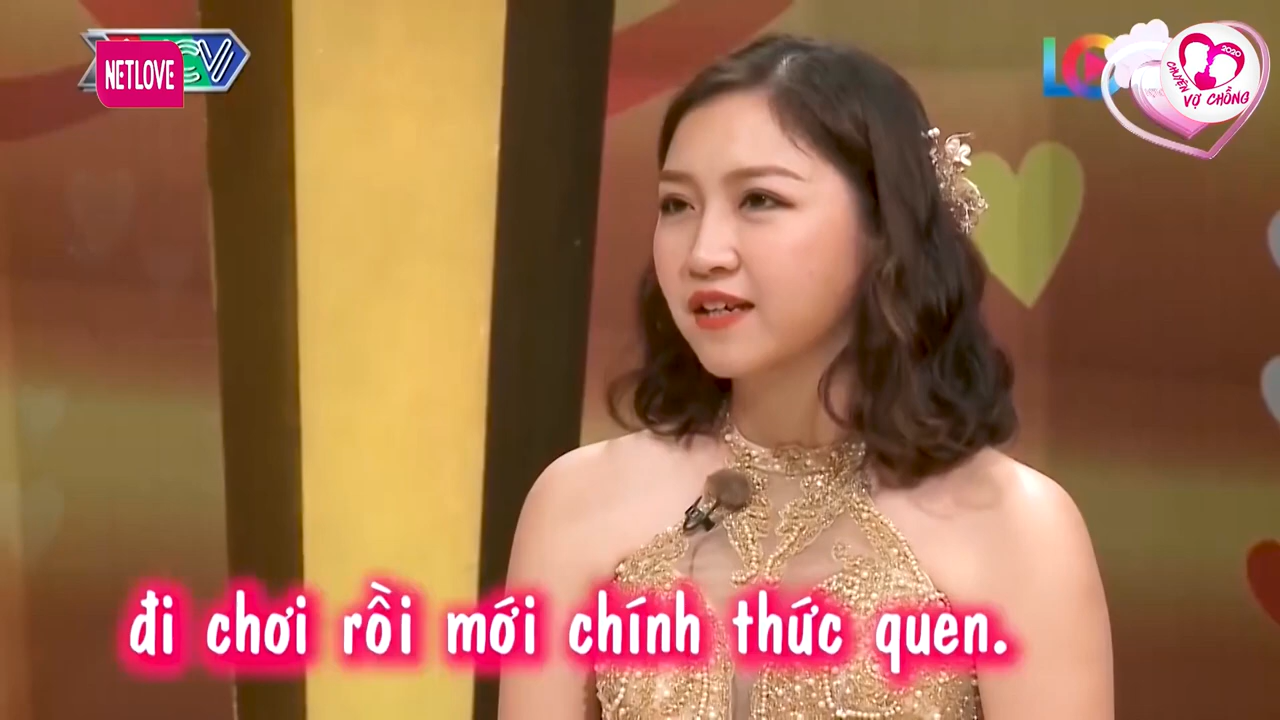 NETLOVE
CHUYỆN
VỢ CHỒNG
2020
đi chơi rồi mới chính thức quen.